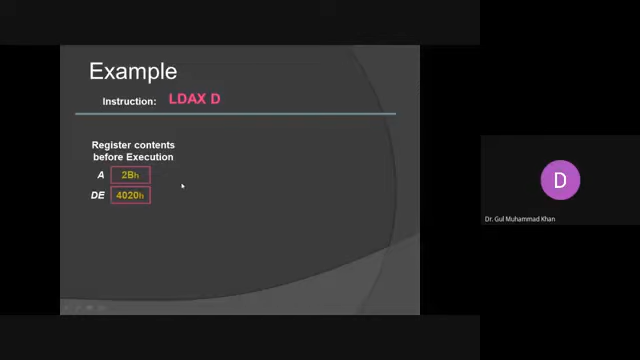 Example
Instruction: LDAX D
Register contents
before Execution
A 2Bh
DE 4020h
D
Dr. Gul Muhammad Khan